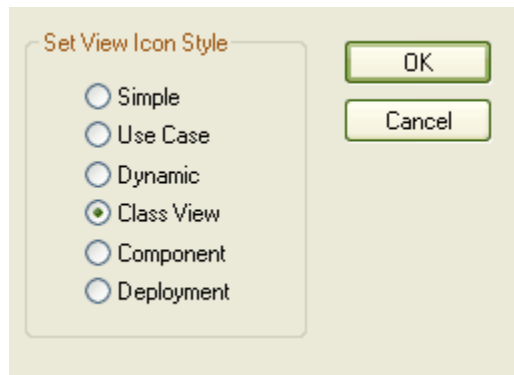 Set View Icon Style
Simple
Use Case
Dynamic
Class View
Component
Deployment
OK
Cancel